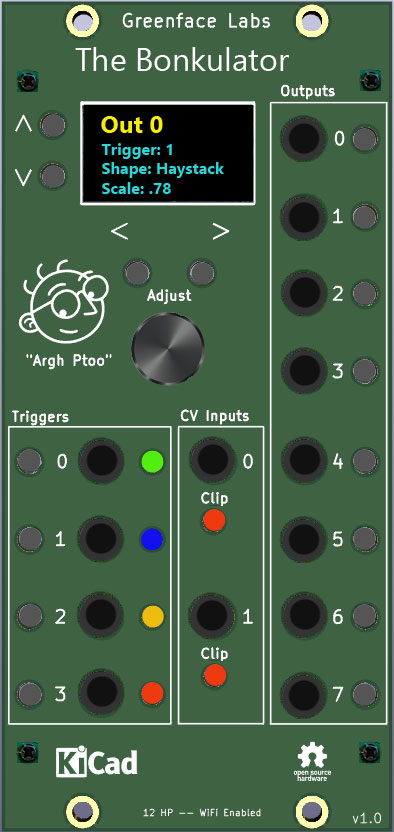 Greenface Labs
The Bonkulator
Outputs
Out 0
Trigger: 1
Shape: Haystack
Scale: .78
^
v
< >
Adjust
"Argh Ptoo"
0
1
2
3
4
5
6
7
Triggers
0
1
2
3
CV Inputs
0
Clip
1
Clip
KiCad
open source
hardware
12 HP -- WiFi Enabled
v1.0